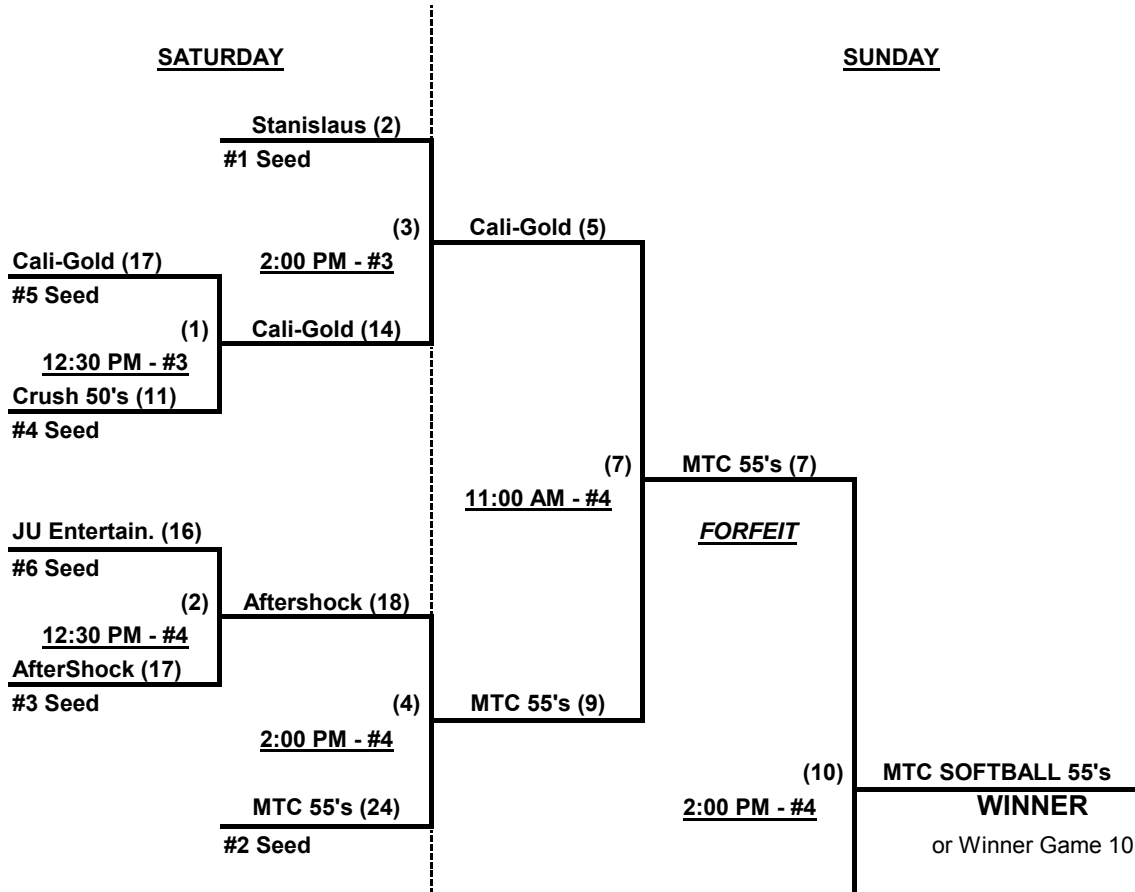 SATURDAY
SUNDAY
Stanislaus (2)
#1 Seed
(3)
Cali-Gold (5)
2:00 PM - #3
Cali-Gold (17)
#5 Seed
(1)
Cali-Gold (14)
12:30 PM - #3
Crush 50's (11)
#4 Seed
(7)
MTC 55's (7)
11:00 AM - #4
FORFEIT
JU Entertain. (16)
#6 Seed
(2)
Aftershock (18)
12:30 PM - #4
AfterShock (17)
#3 Seed
(4)
MTC 55's (9)
2:00 PM - #4
(10)
MTC SOFTBALL 55's
MTC 55's (24)
2:00 PM - #4
WINNER
#2 Seed
or Winner Game 10